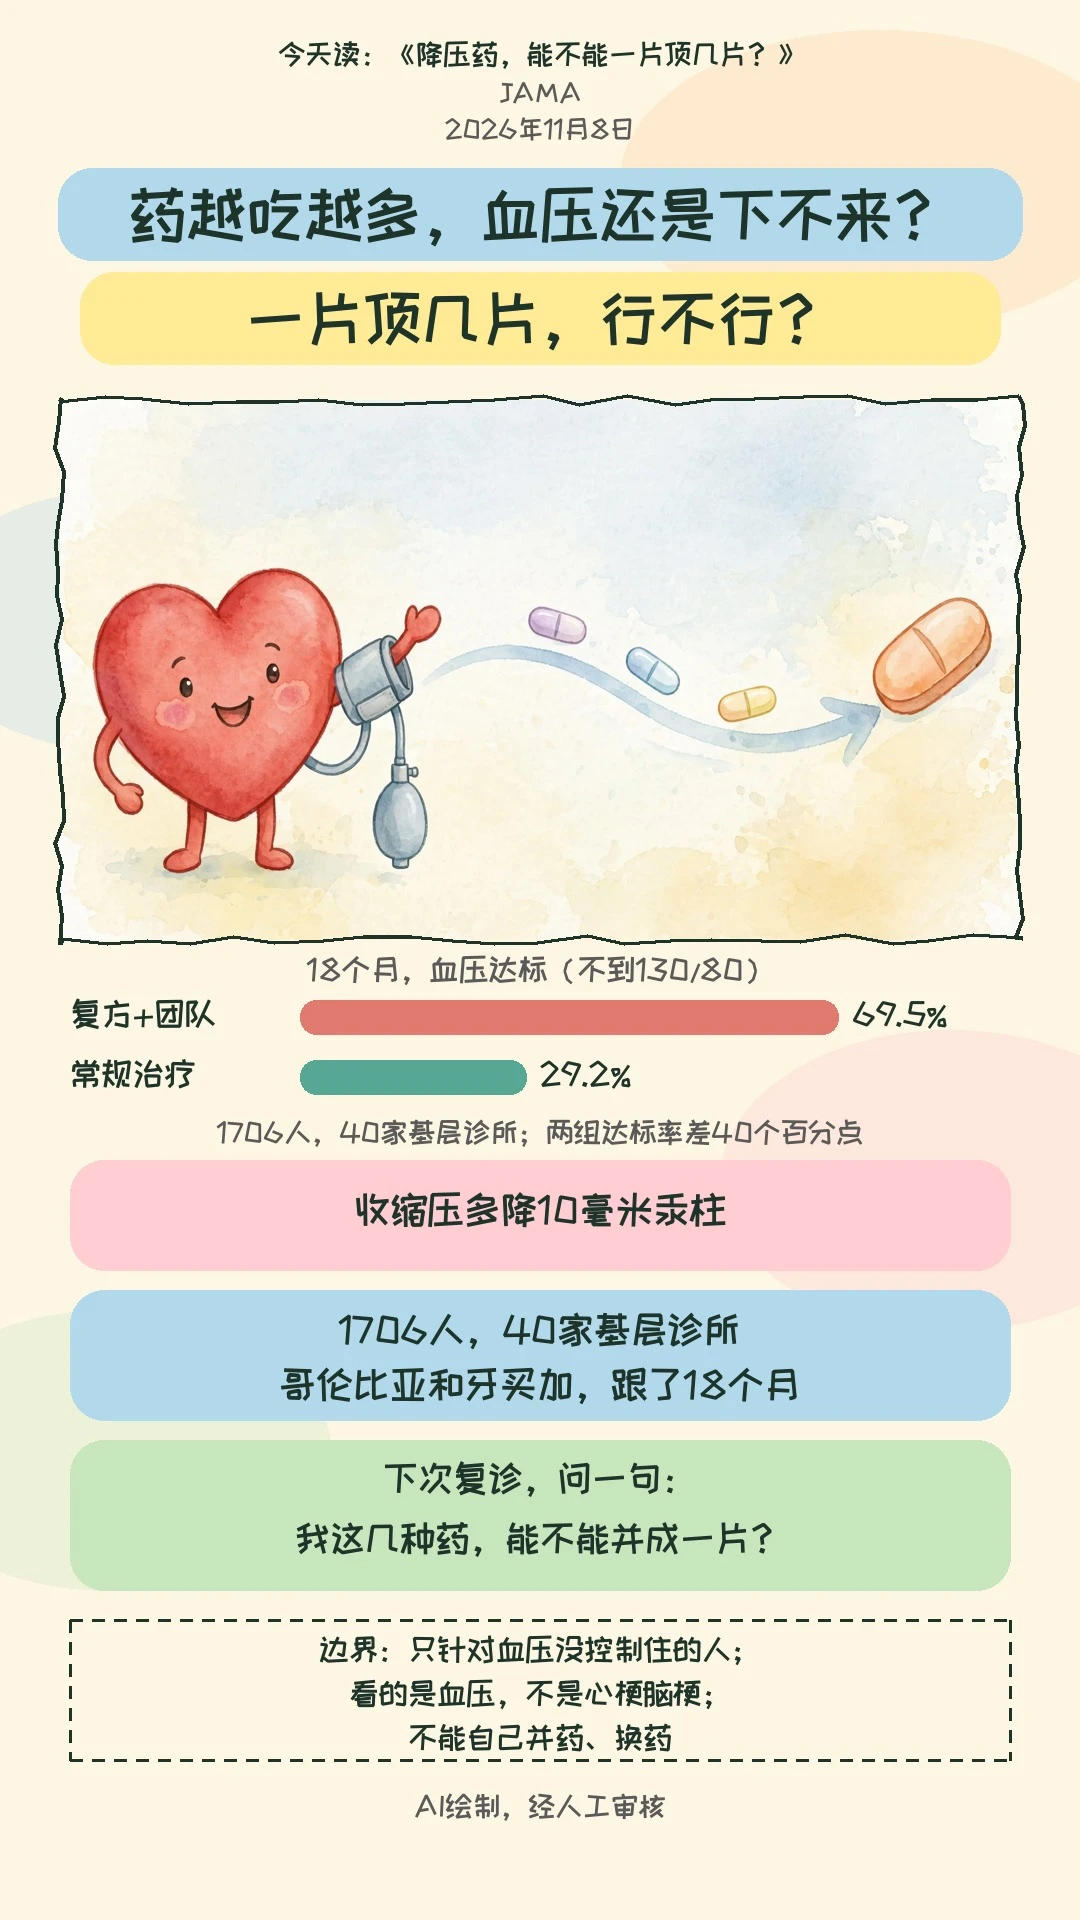 今天读：《降压药，能不能一片顶几片？》
JAMA
2026年11月8日
药越吃越多，血压还是下不来？
一片顶几片，行不行？
18个月，血压达标（不到130/80）
复方+团队 69.5%
常规治疗 29.2%
1706人，40家基层诊所；两组达标率差40个百分点
收缩压多降10毫米汞柱
1706人，40家基层诊所
哥伦比亚和牙买加，跟了18个月
下次复诊，问一句：
我这几种药，能不能并成一片？
边界：只针对血压没控制住的人；
看的是血压，不是心梗脑梗；
不能自己并药、换药
AI绘制，经人工审核